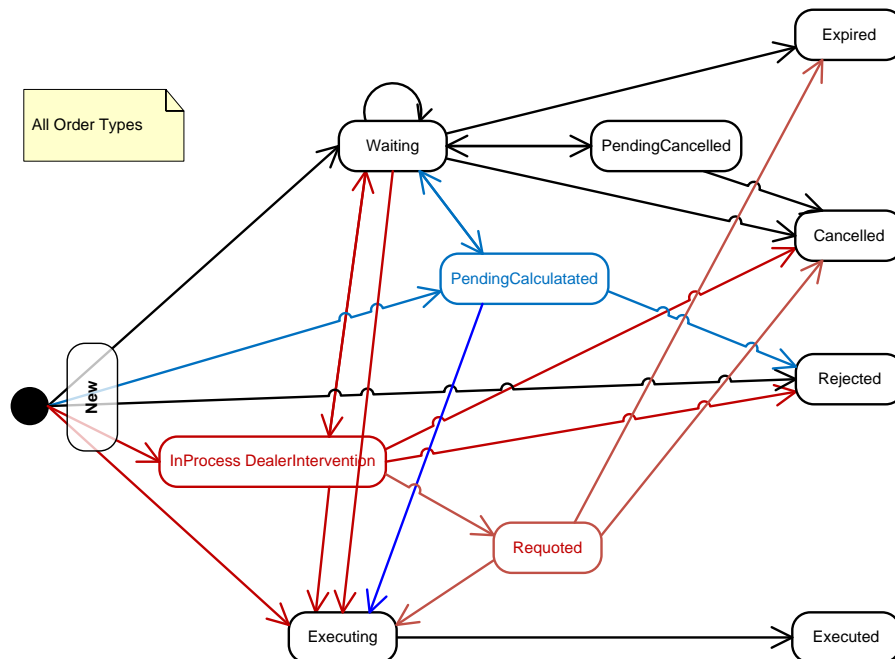 Expired
All Order Types
Waiting
PendingCancelled
Cancelled
PendingCalculatated
Rejected
New
InProcess DealerIntervention
Requoted
Executing
Executed